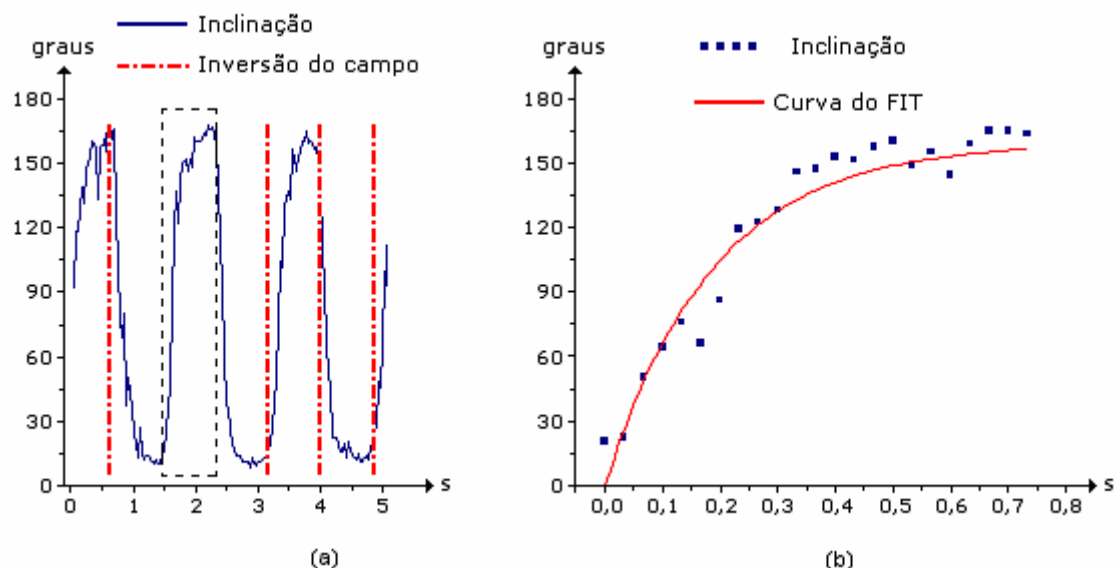 Inclinação
graus
Inversão do campo
180
150
120
90
60
30
0
0 1 2 3 4 5 s
(a)
graus
Inclinação
Curva do FIT
180
150
120
90
60
30
0
0,0 0,1 0,2 0,3 0,4 0,5 0,6 0,7 0,8 s
(b)